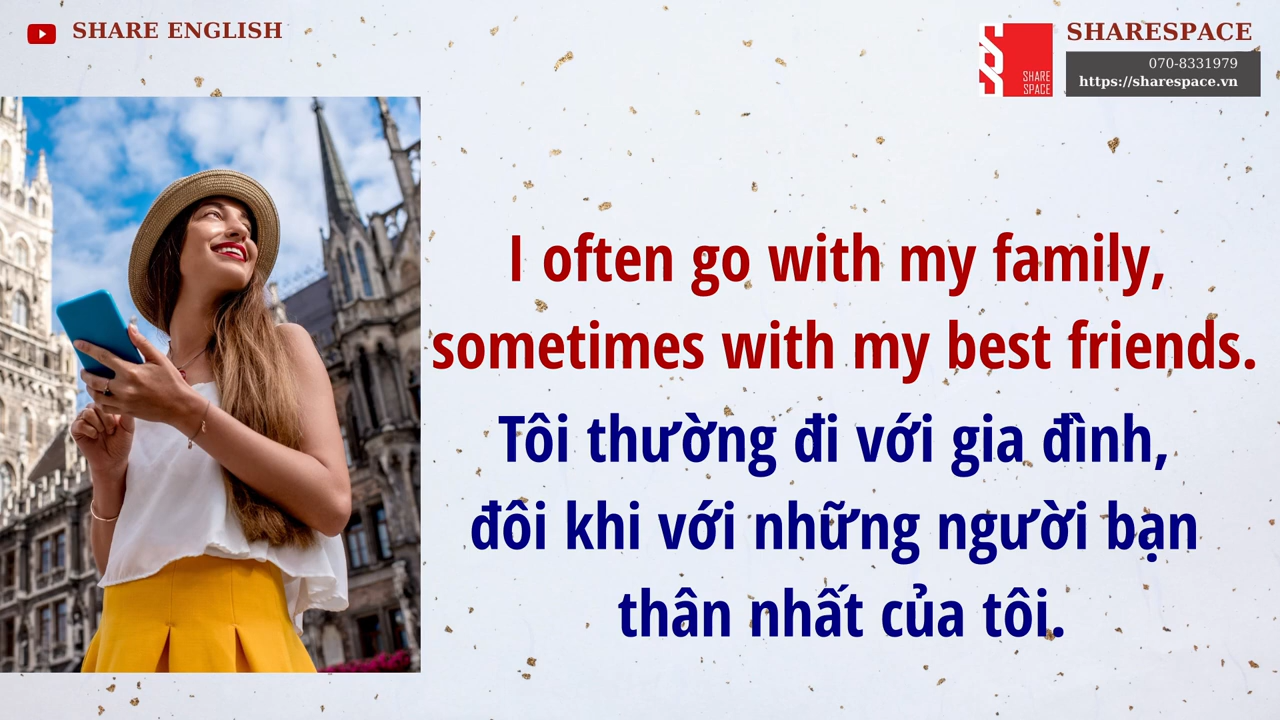 SHARE ENGLISH
SHARESPACE
070-8331979
https://sharespace.vn
SHARE
SPACE
I often go with my family,
sometimes with my best friends.
Tôi thường đi với gia đình,
đôi khi với những người bạn
thân nhất của tôi.